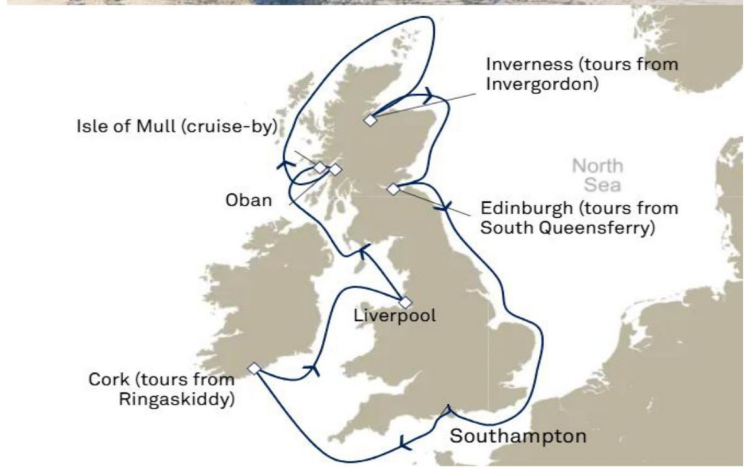 Inverness (tours from
Invergordon)
Isle of Mull (cruise-by)
North
Sea
Oban
Edinburgh (tours from
South Queensferry)
Liverpool
Cork (tours from
Ringaskiddy)
Southampton